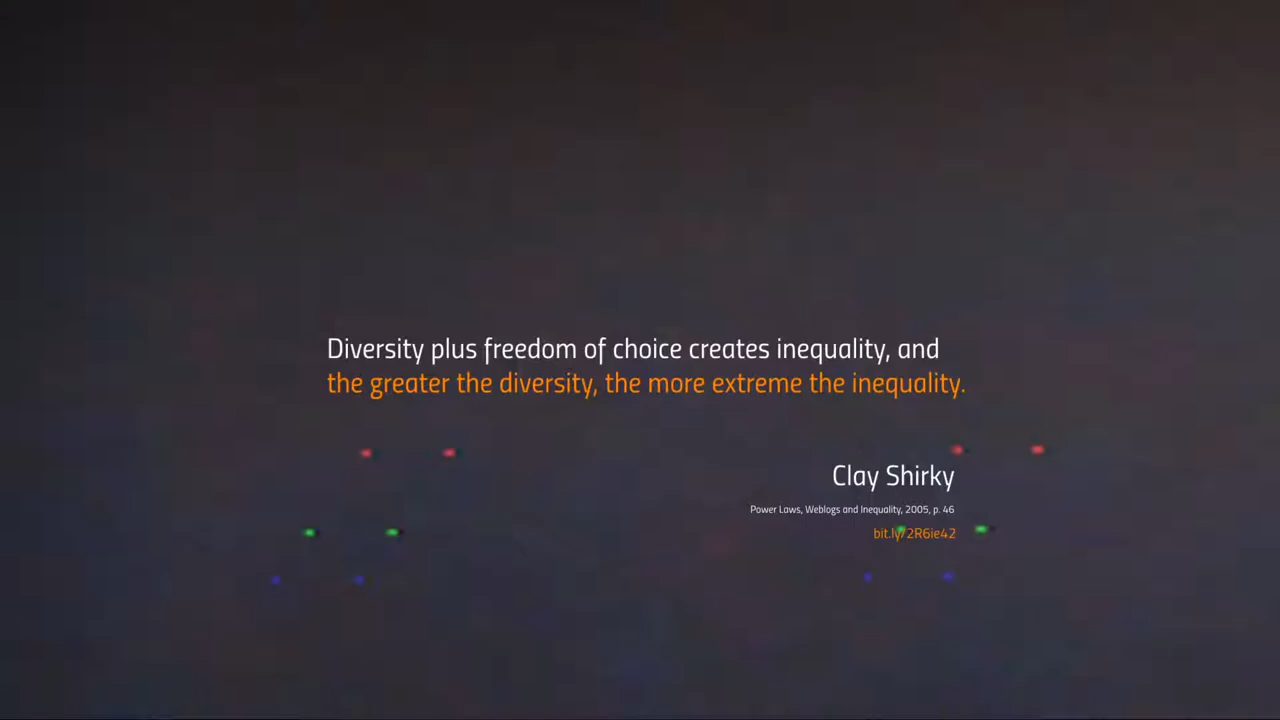 Diversity plus freedom of choice creates inequality, and
the greater the diversity, the more extreme the inequality.
Clay Shirky
Power Laws, Weblogs and Inequality, 2005, p. 46
bit.ly/2R6ie42